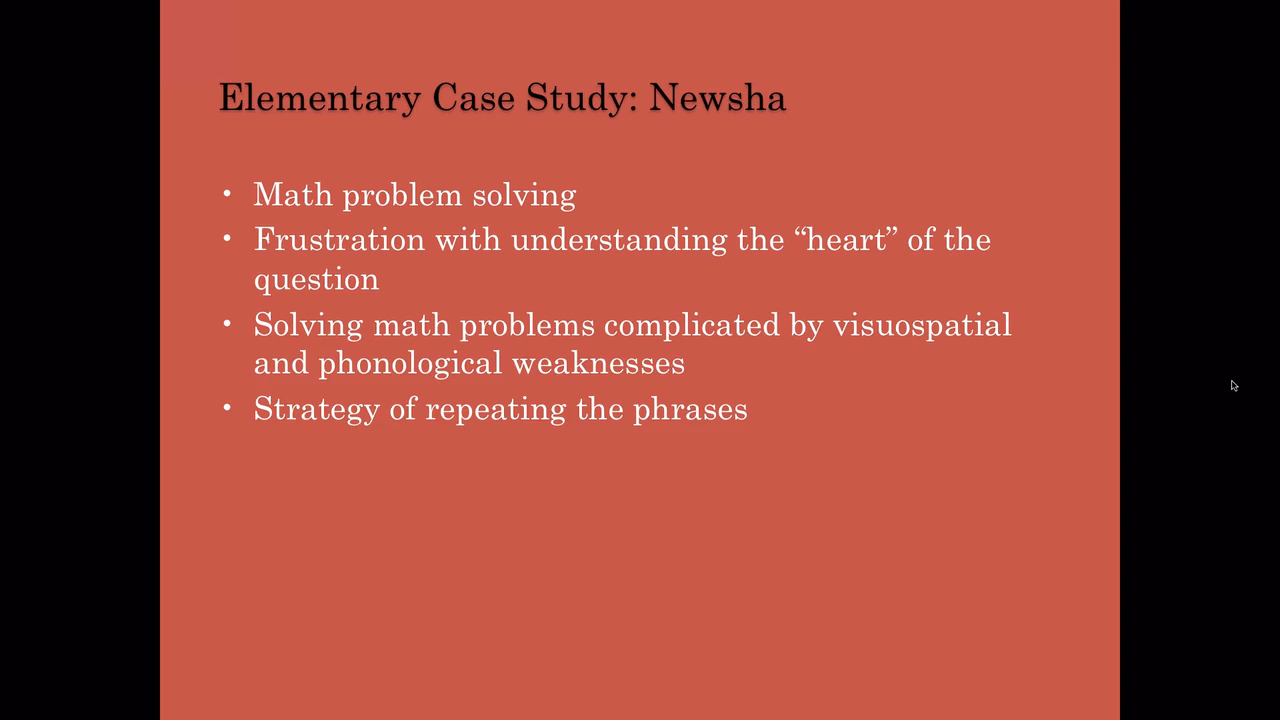 Elementary Case Study: Newsha
• Math problem solving
• Frustration with understanding the “heart” of the
question
• Solving math problems complicated by visuospatial
and phonological weaknesses
• Strategy of repeating the phrases